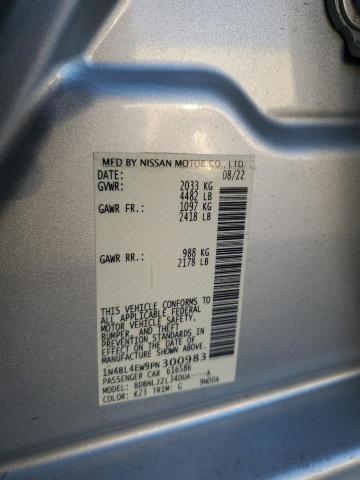 MFD BY NISSAN MOTOR CO., LTD.
DATE: 08/22
GVWR: 2033 KG
4482 LB
GAWR FR.: 1097 KG
2418 LB
GAWR RR.: 988 KG
2178 LB
THIS VEHICLE CONFORMS TO
ALL APPLICABLE FEDERAL
MOTOR VEHICLE SAFETY,
BUMPER, AND THEFT
PREVENTION STANDARDS IN
EFFECT ON THE DATE OF
MANUFACTURE SHOWN ABOVE.
1N4BL4EW9PN300983
PASSENGER CAR 616586
MODEL: BDBNLJZL34DUA----A
COLOR: K23 TRIM: G 9N00A